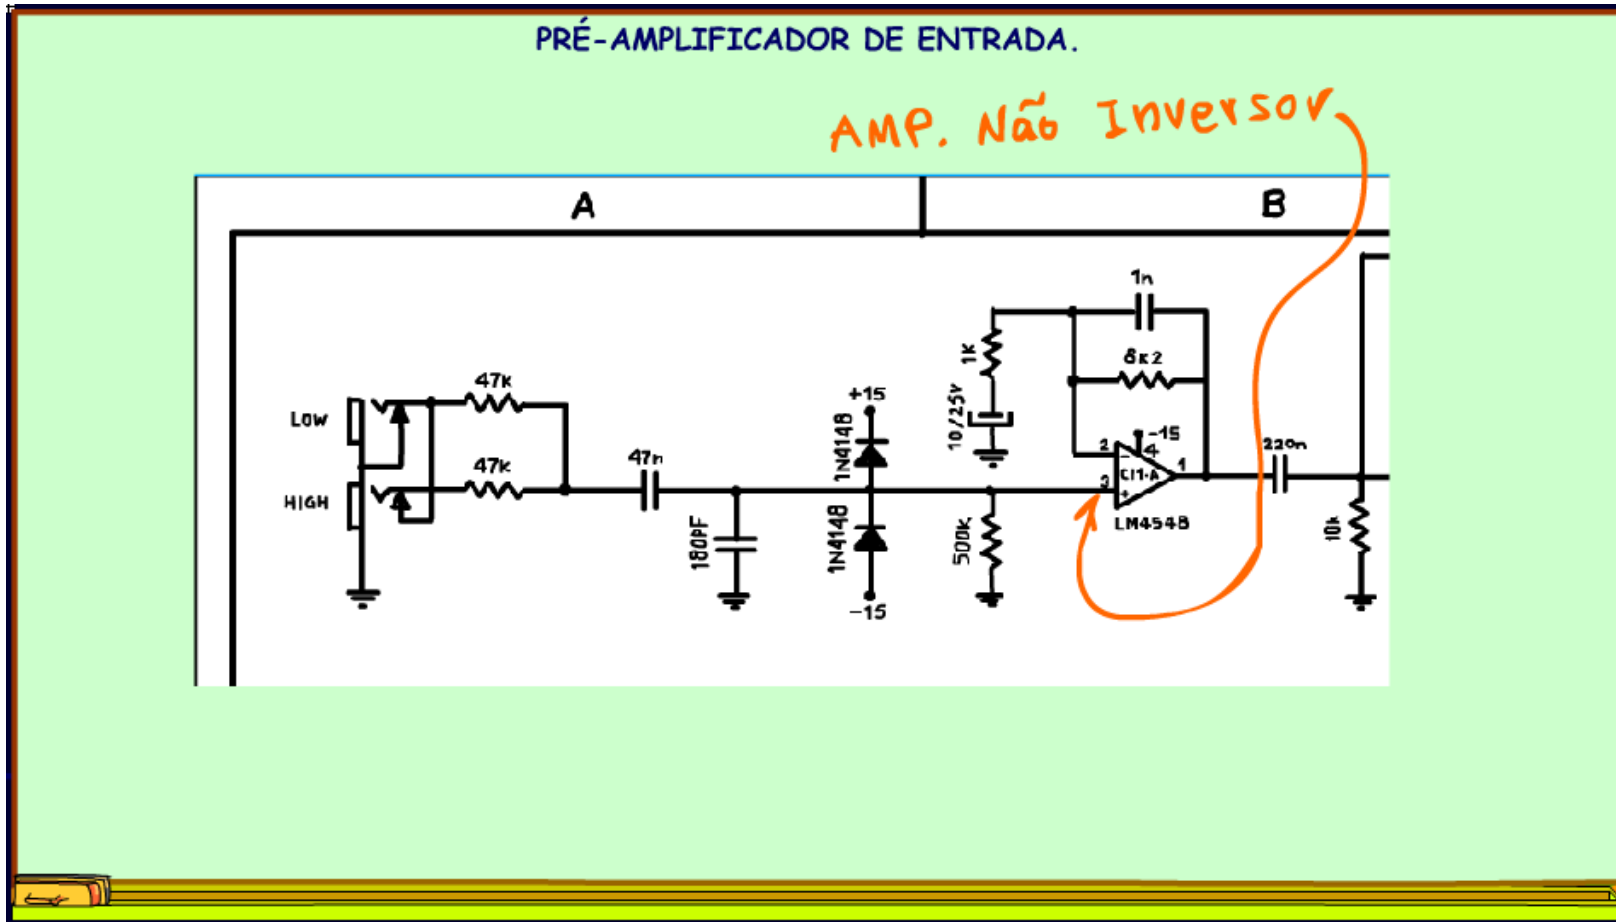 PRÉ-AMPLIFICADOR DE ENTRADA.
AMP. Não Inversor
A
B
1n
1K
8K2
47K
+15
LOW
10/25V
-15
1N4148
2
4
220n
47K
47n
1
CI1-A
HIGH
3
LM4548
180PF
1N4148
500K
10k
-15